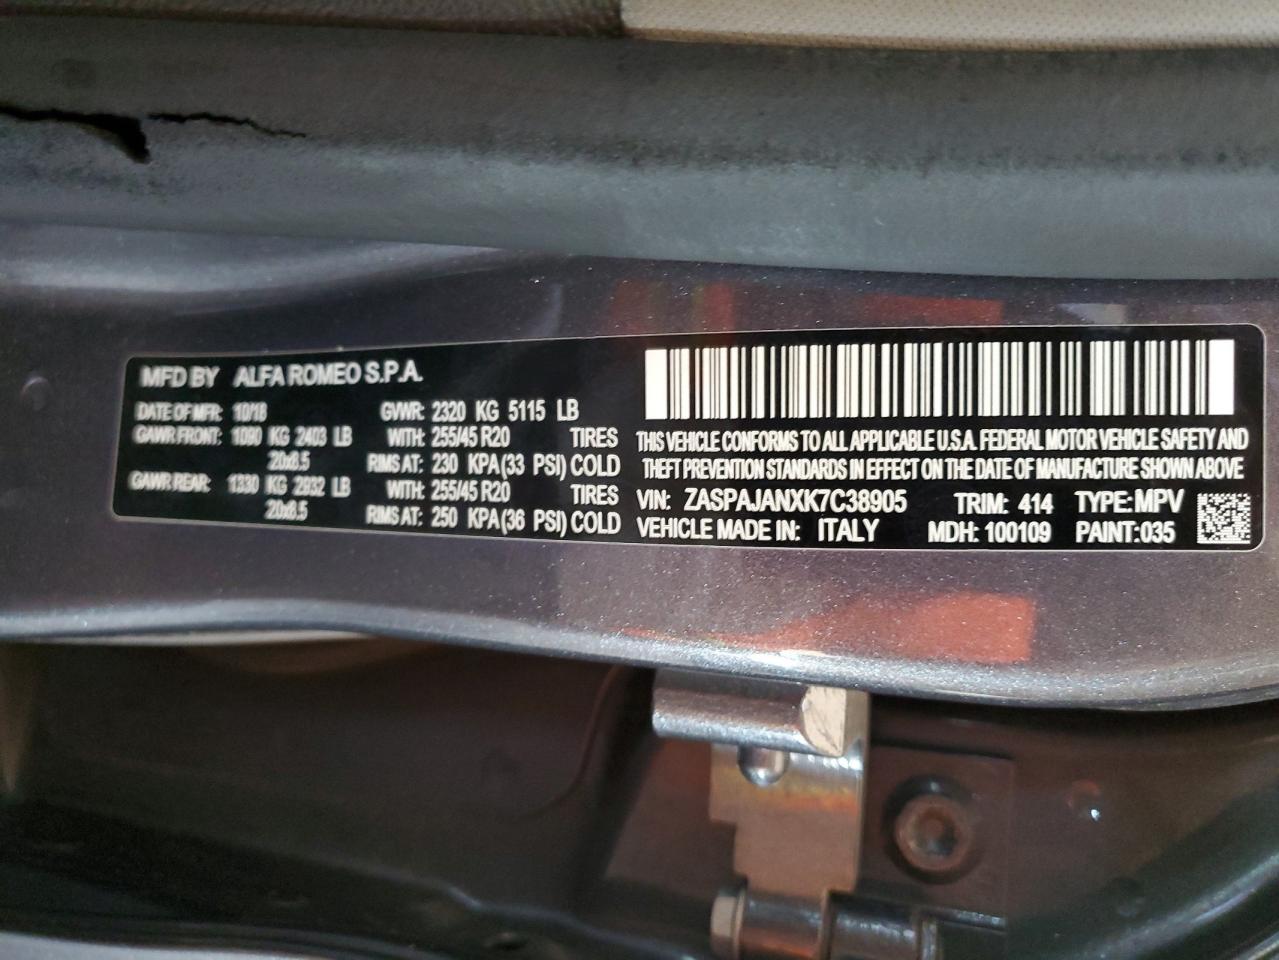 MFD BY ALFA ROMEO S.P.A.
DATE OF MFR: 10/18 GVWR: 2320 KG 5115 LB
GAWR FRONT: 1090 KG 2403 LB WITH: 255/45 R20 TIRES
20x8.5 RIMS AT: 230 KPA(33 PSI) COLD
GAWR REAR: 1330 KG 2932 LB WITH: 255/45 R20 TIRES
20x8.5 RIMS AT: 250 KPA(36 PSI) COLD
THIS VEHICLE CONFORMS TO ALL APPLICABLE U.S.A. FEDERAL MOTOR VEHICLE SAFETY AND
THEFT PREVENTION STANDARDS IN EFFECT ON THE DATE OF MANUFACTURE SHOWN ABOVE
VIN: ZASPAJANXK7C38905 TRIM: 414 TYPE:MPV
VEHICLE MADE IN: ITALY MDH: 100109 PAINT:035